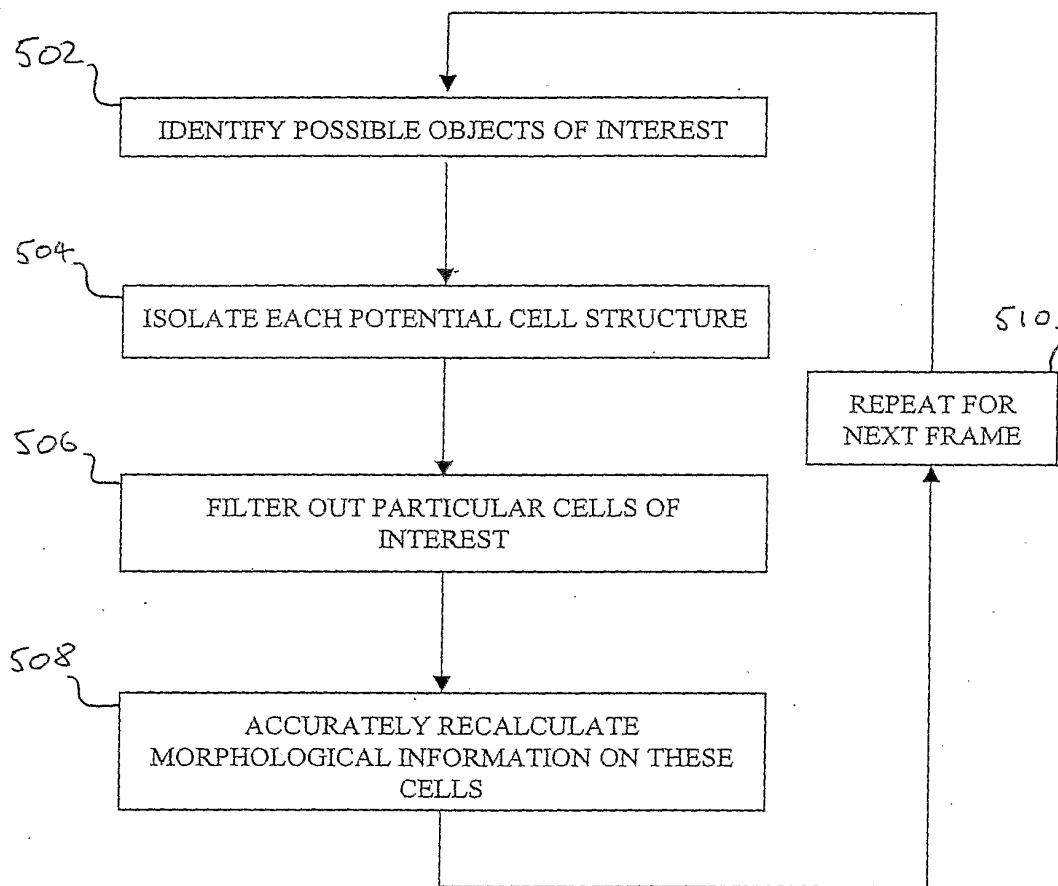 502
IDENTIFY POSSIBLE OBJECTS OF INTEREST
504
ISOLATE EACH POTENTIAL CELL STRUCTURE
510
REPEAT FOR
NEXT FRAME
506
FILTER OUT PARTICULAR CELLS OF
INTEREST
508
ACCURATELY RECALCULATE
MORPHOLOGICAL INFORMATION ON THESE
CELLS